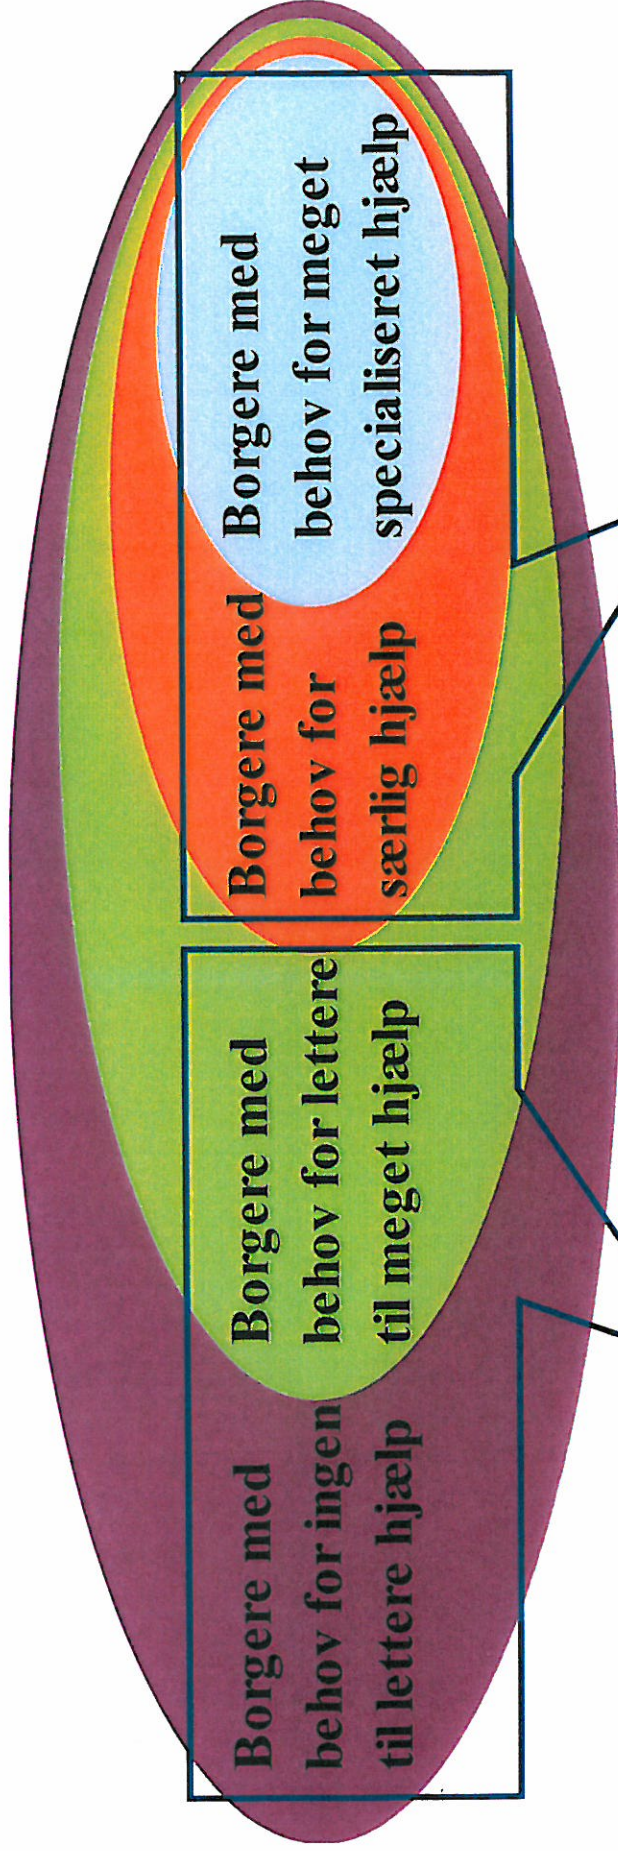 Borgere med
behov for ingen
til lettere hjælp
Borgere med
behov for lettere
til meget hjælp
Borgere med
behov for
særlig hjælp
Borgere med
behov for meget
specialiseret hjælp